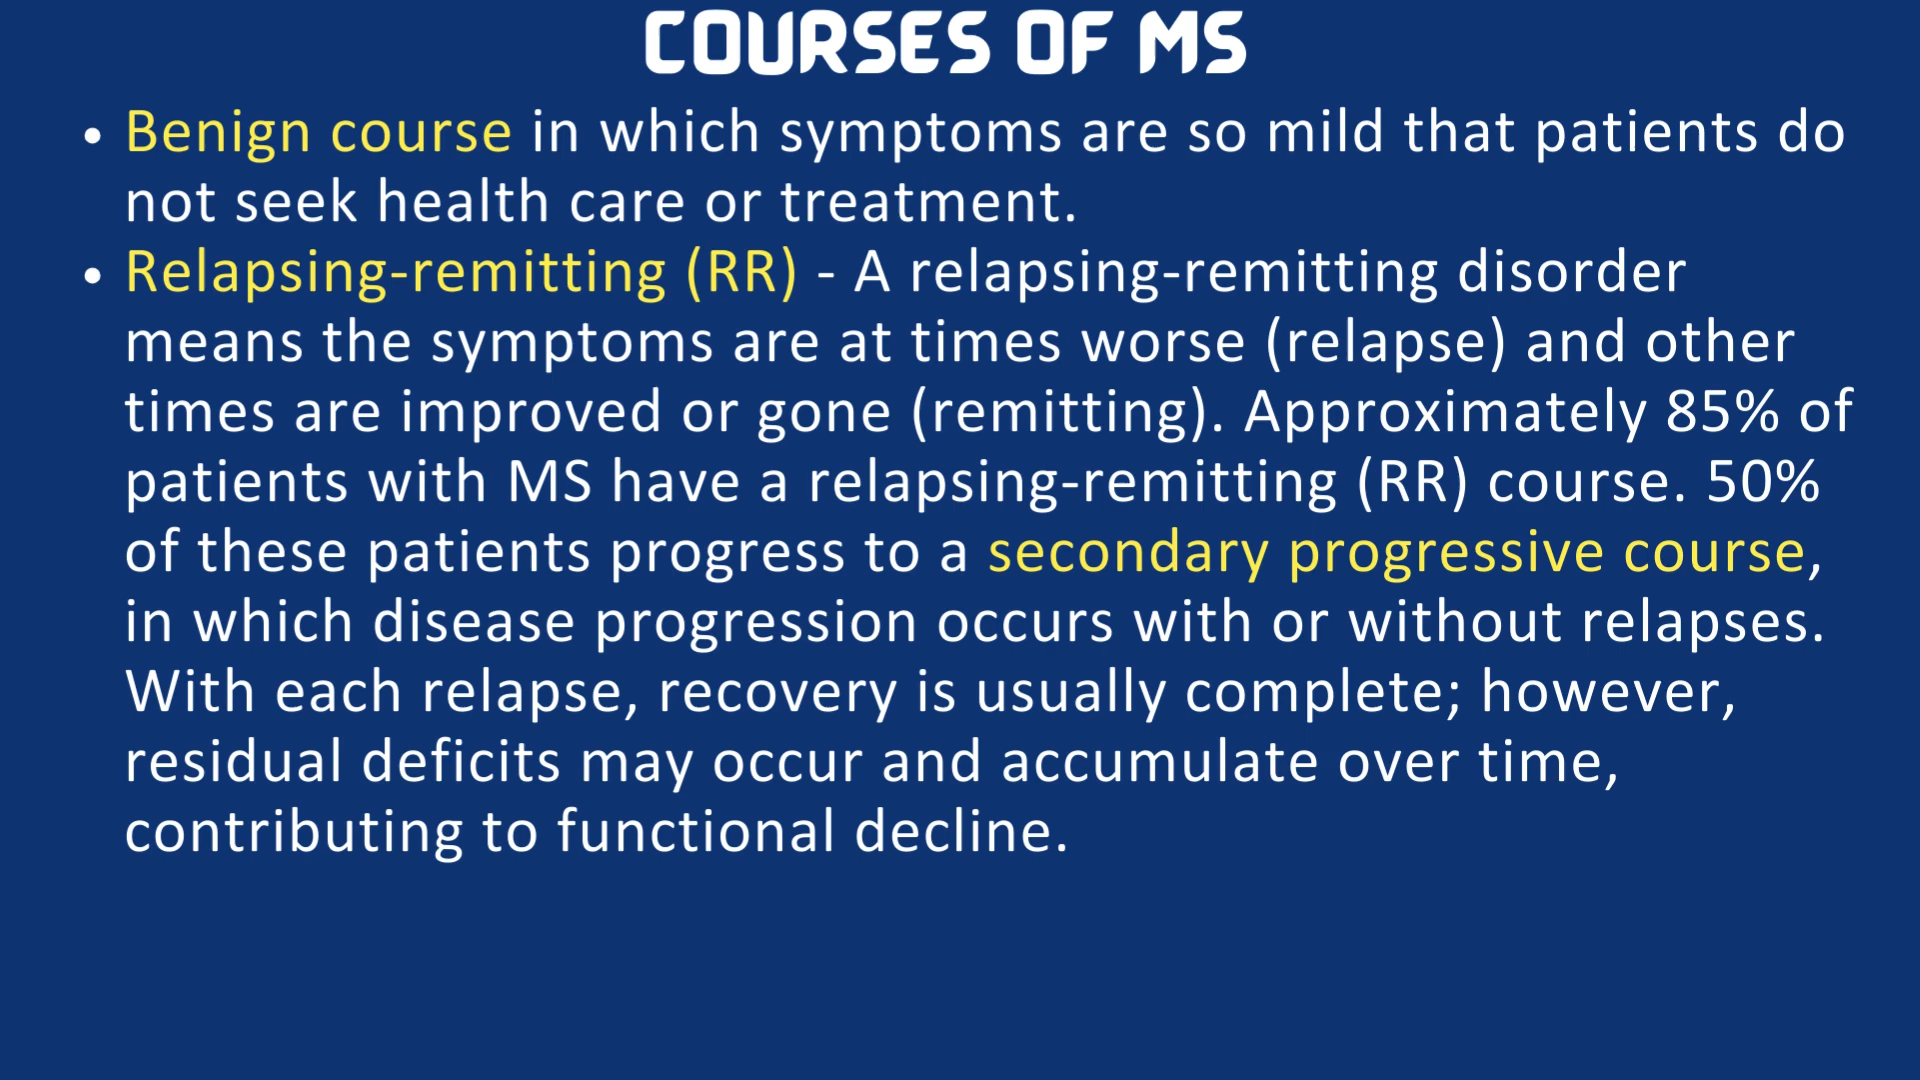 COURSES OF MS
• Benign course in which symptoms are so mild that patients do
not seek health care or treatment.
• Relapsing-remitting (RR) - A relapsing-remitting disorder
means the symptoms are at times worse (relapse) and other
times are improved or gone (remitting). Approximately 85% of
patients with MS have a relapsing-remitting (RR) course. 50%
of these patients progress to a secondary progressive course,
in which disease progression occurs with or without relapses.
With each relapse, recovery is usually complete; however,
residual deficits may occur and accumulate over time,
contributing to functional decline.